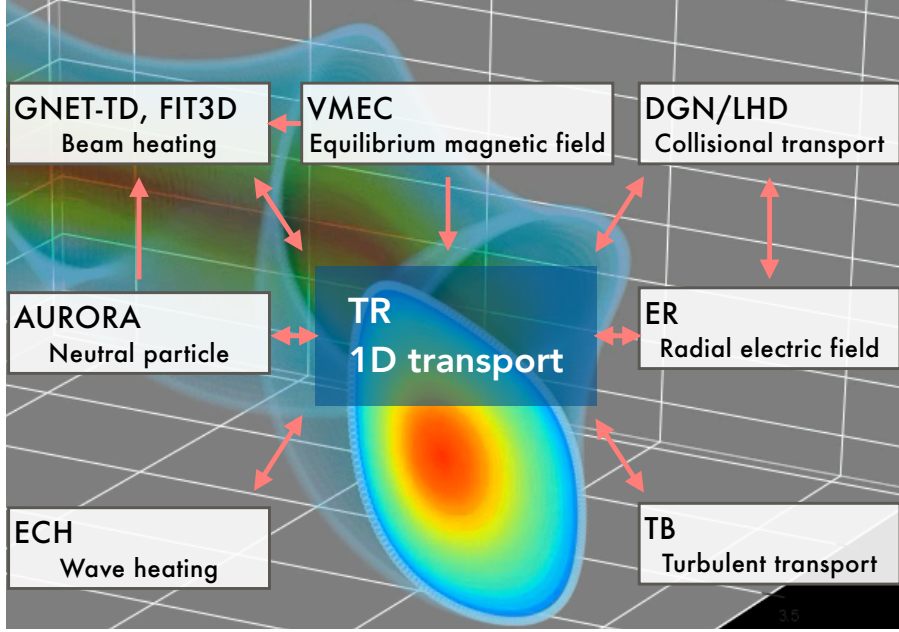 GNET-TD, FIT3D
Beam heating
VMEC
Equilibrium magnetic field
DGN/LHD
Collisional transport
AURORA
Neutral particle
TR
1D transport
ER
Radial electric field
ECH
Wave heating
TB
Turbulent transport
3.5